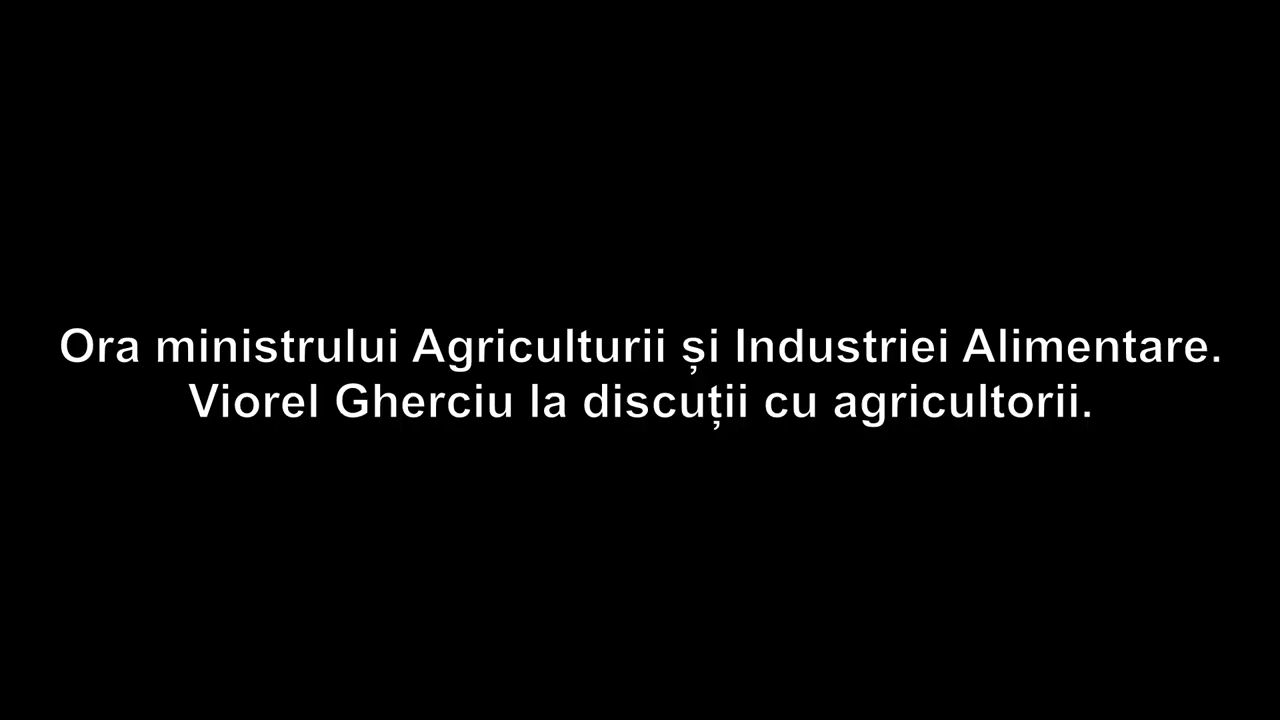 Ora ministrului Agriculturii și Industriei Alimentare.
Viorel Gherciu la discuții cu agricultorii.